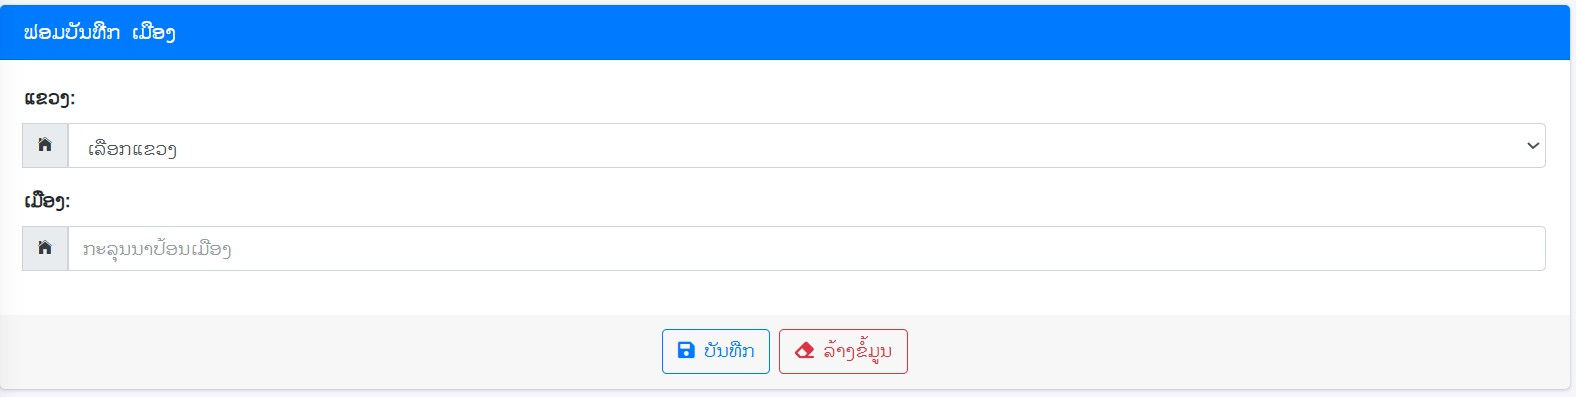 ຟອມບັນທຶກ ເມືອງ
ແຂວງ:
ເລືອກແຂວງ
ເມືອງ:
ກະລຸນນາປ້ອນເມືອງ
ບັນທຶກ
ລ້າງຂໍ້ມູນ